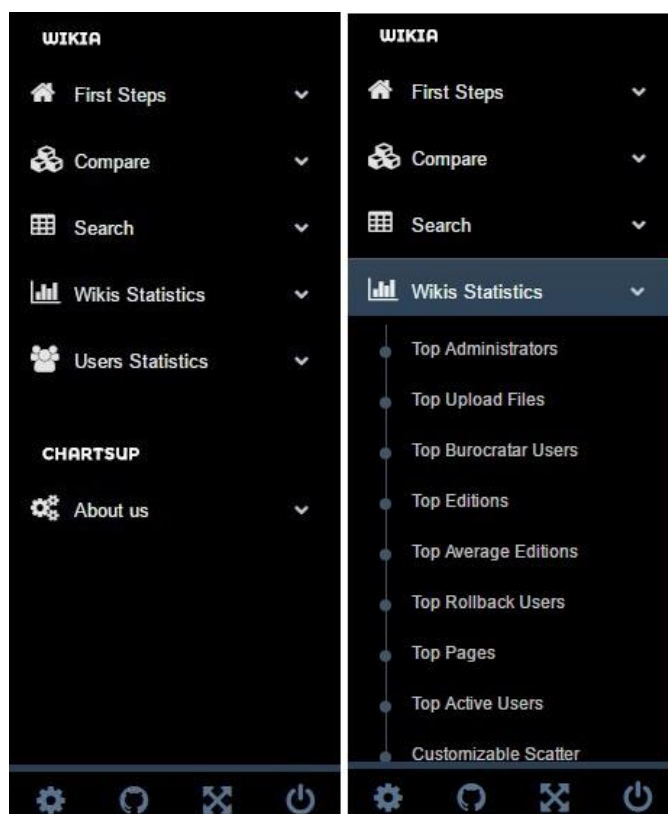 WIKIA
First Steps
Compare
Search
Wikis Statistics
Users Statistics
CHARTSUP
About us
WIKIA
First Steps
Compare
Search
Wikis Statistics
Top Administrators
Top Upload Files
Top Burocratar Users
Top Editions
Top Average Editions
Top Rollback Users
Top Pages
Top Active Users
Customizable Scatter